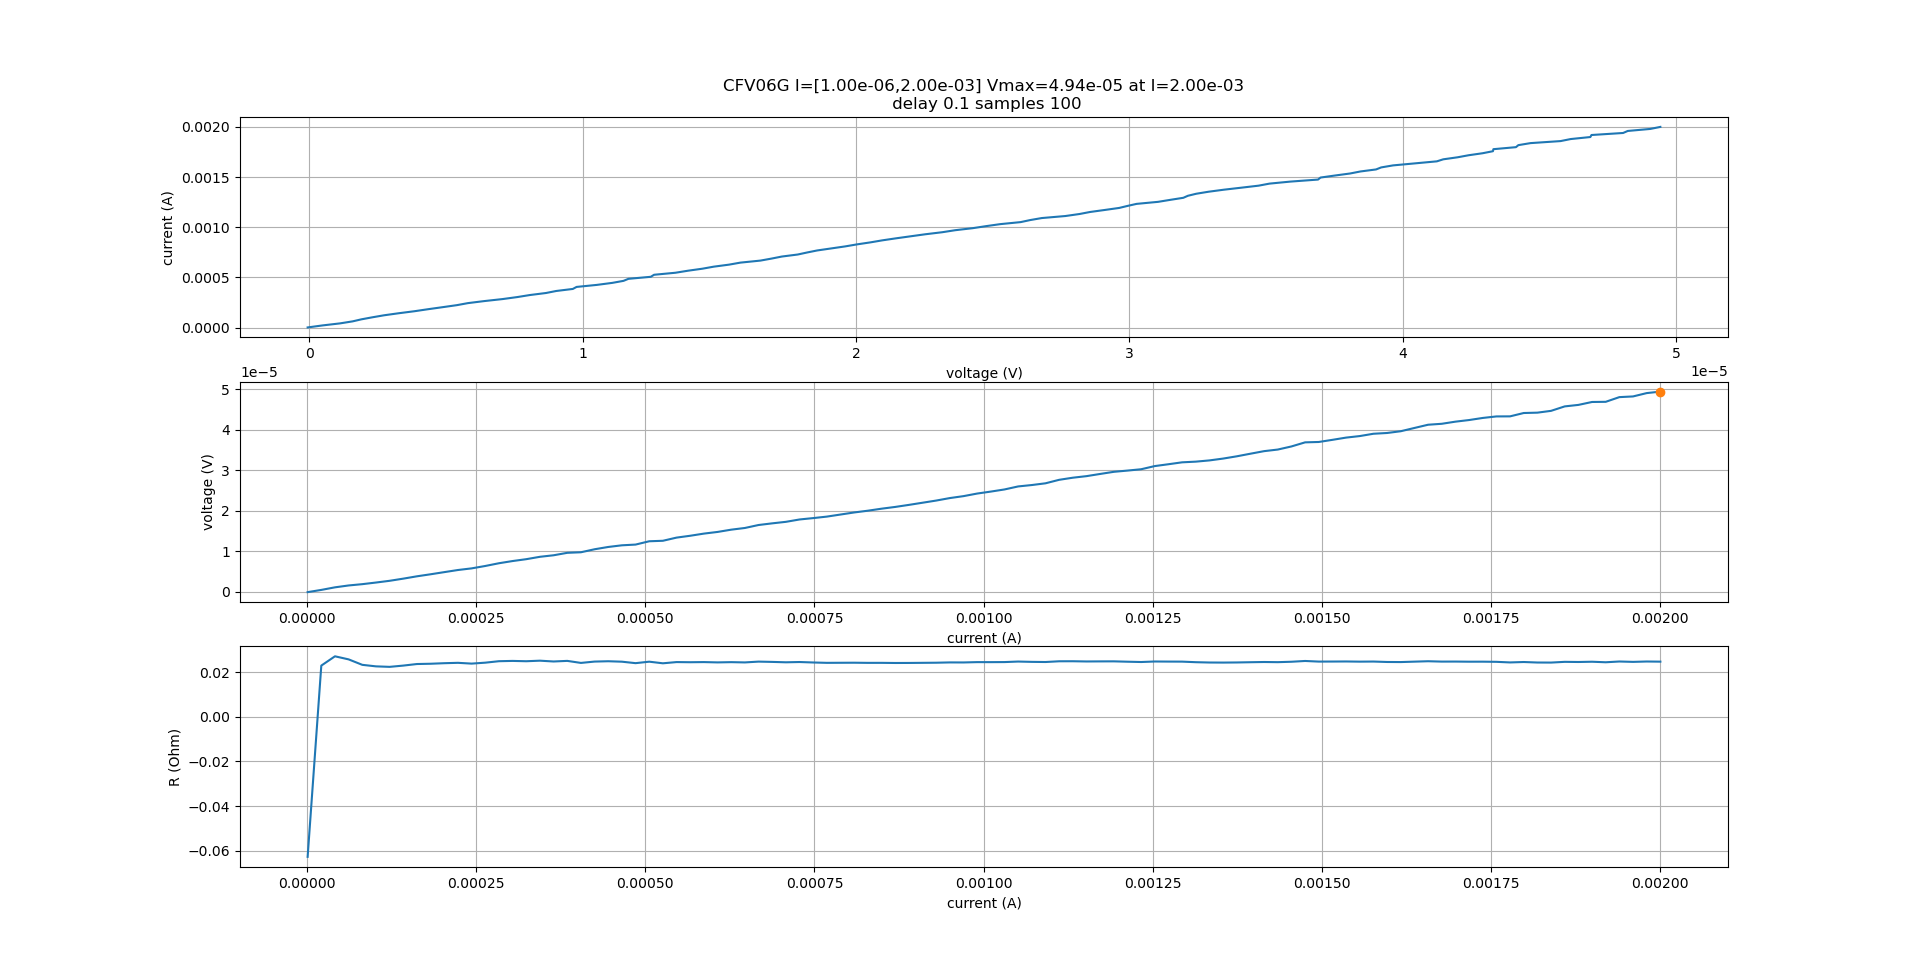 CFV06G I=[1.00e-06,2.00e-03] Vmax=4.94e-05 at I=2.00e-03
delay 0.1 samples 100
0.0020
0.0015
0.0010
0.0005
0.0000
current (A)
0 1 2 3 4 5
1e−5
voltage (V)
1e−5
5
4
3
2
1
0
voltage (V)
0.00000 0.00025 0.00050 0.00075 0.00100 0.00125 0.00150 0.00175 0.00200
current (A)
0.02
0.00
−0.02
−0.04
−0.06
R (Ohm)
0.00000 0.00025 0.00050 0.00075 0.00100 0.00125 0.00150 0.00175 0.00200
current (A)